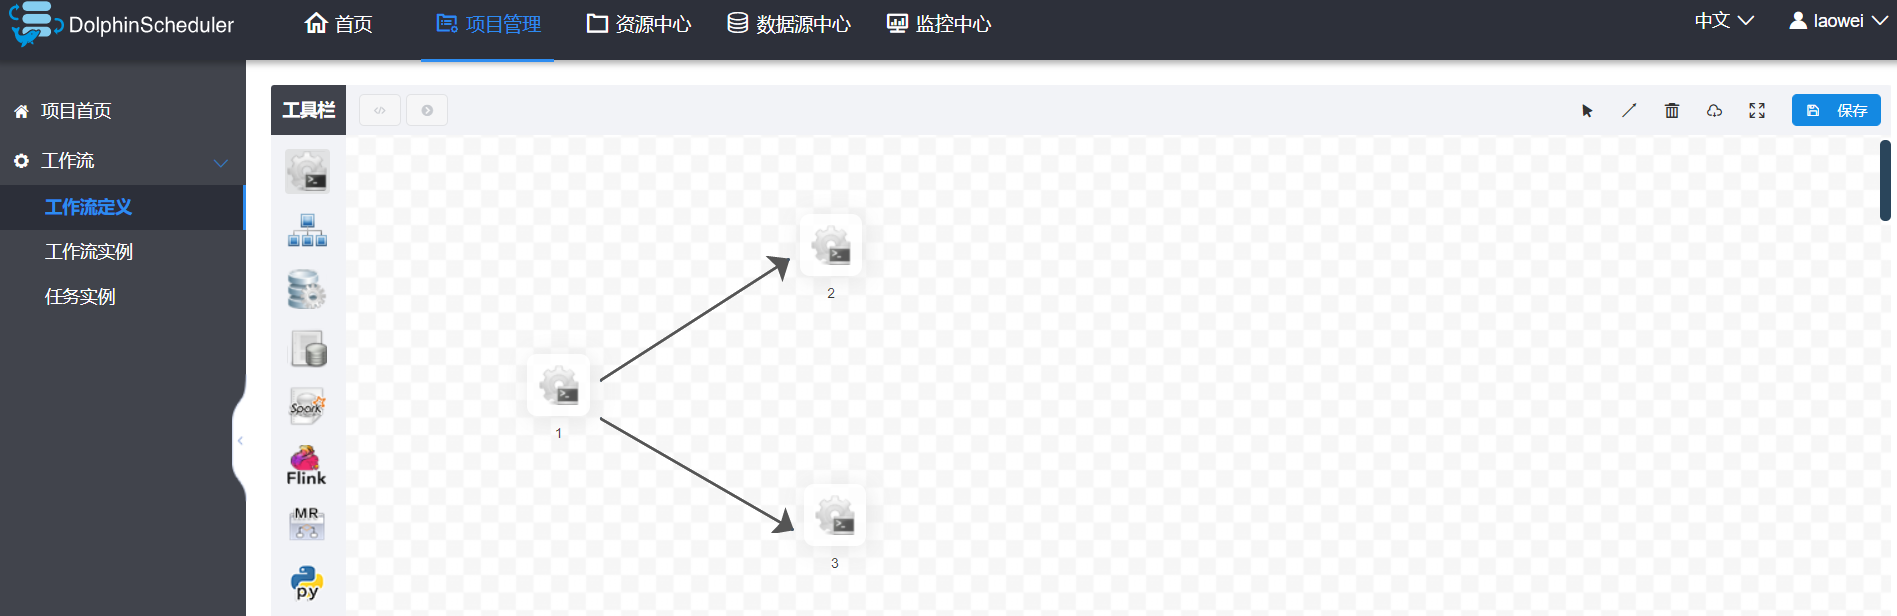 DolphinScheduler
首页
项目管理
资源中心
数据源中心
监控中心
中文
laowei
项目首页
工作流
工作流定义
工作流实例
任务实例
工具栏
保存
Spark
Flink
MR
py
2
1
3